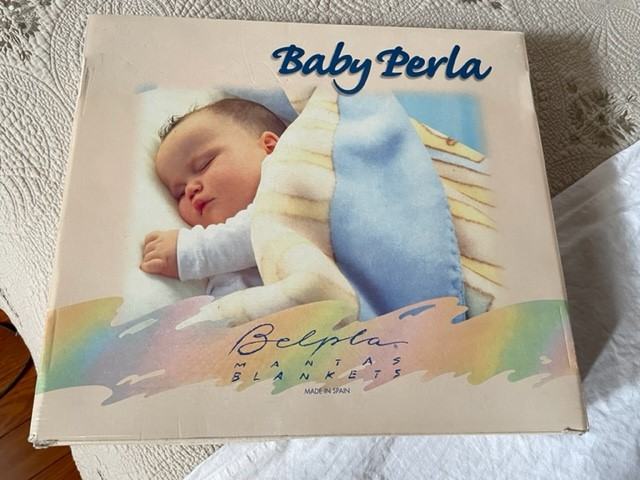 Baby Perla
Belpla®
MANTAS
BLANKETS
MADE IN SPAIN